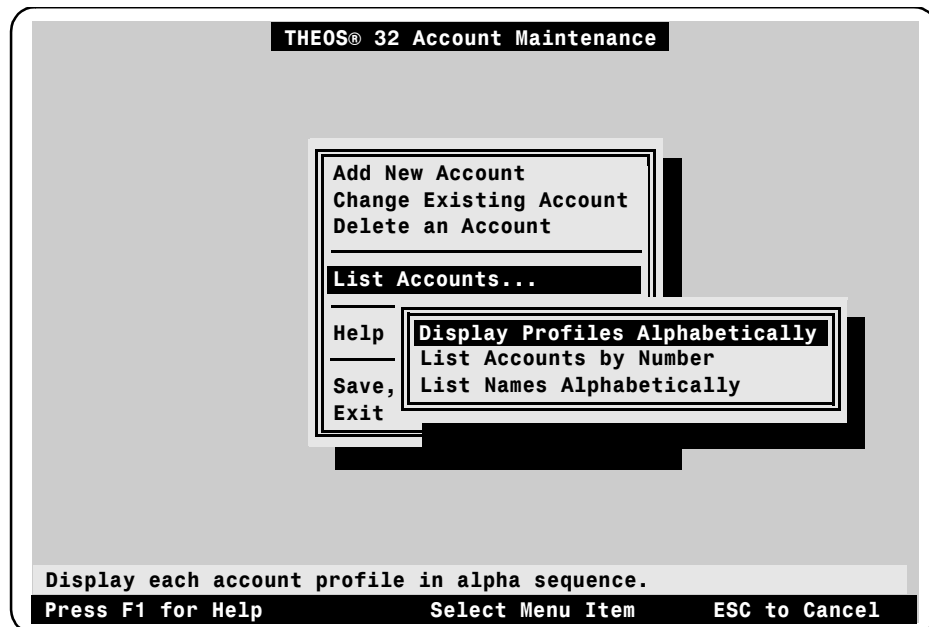 THEOS® 32 Account Maintenance
Add New Account
Change Existing Account
Delete an Account
List Accounts...
Help
Save,
Exit
Display Profiles Alphabetically
List Accounts by Number
List Names Alphabetically
Display each account profile in alpha sequence.
Press F1 for Help Select Menu Item ESC to Cancel